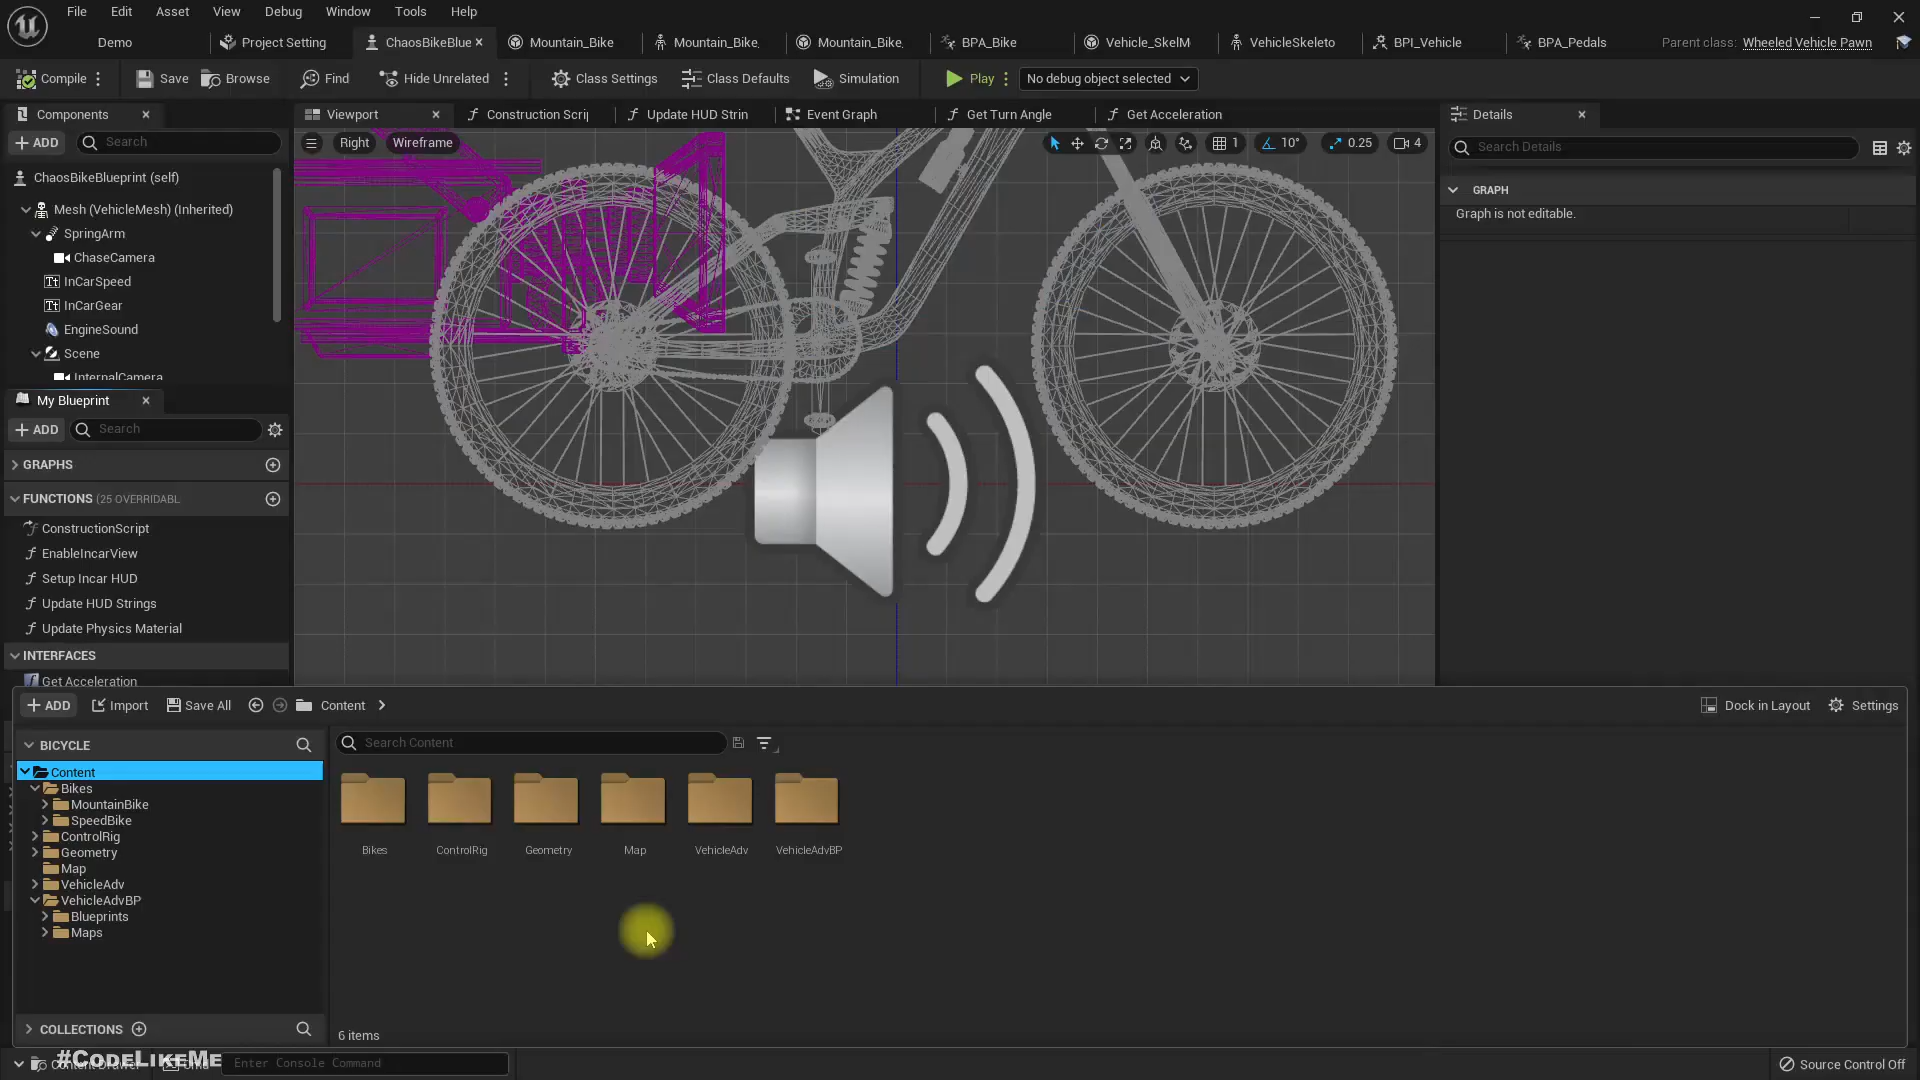 File Edit Asset View Debug Window Tools Help
Demo Project Setting ChaosBikeBlue Mountain_Bike Mountain_Bike_ Mountain_Bike_ BPA_Bike Vehicle_SkelM VehicleSkeleto BPI_Vehicle BPA_Pedals Parent class: Wheeled Vehicle Pawn
Compile Save Browse Find Hide Unrelated Class Settings Class Defaults Simulation Play No debug object selected
Components Viewport Construction Scrip Update HUD Strin Event Graph Get Turn Angle Get Acceleration Details
ADD Search Right Wireframe 1 10° 0.25 4 Search Details
ChaosBikeBlueprint (self)
GRAPH
Mesh (VehicleMesh) (Inherited)
Graph is not editable.
SpringArm
ChaseCamera
InCarSpeed
InCarGear
EngineSound
Scene
InternalCamera
My Blueprint
ADD Search
GRAPHS
FUNCTIONS (25 OVERRIDABL
ConstructionScript
EnableIncarView
Setup Incar HUD
Update HUD Strings
Update Physics Material
INTERFACES
Get Acceleration
ADD Import Save All Content Dock in Layout Settings
BICYCLE Search Content
Content
Bikes
MountainBike
SpeedBike
ControlRig
Geometry
Map
VehicleAdv
VehicleAdvBP
Blueprints
Maps
Bikes ControlRig Geometry Map VehicleAdv VehicleAdvBP
COLLECTIONS
6 items
#CodeLikeMe
Enter Console Command Source Control Off